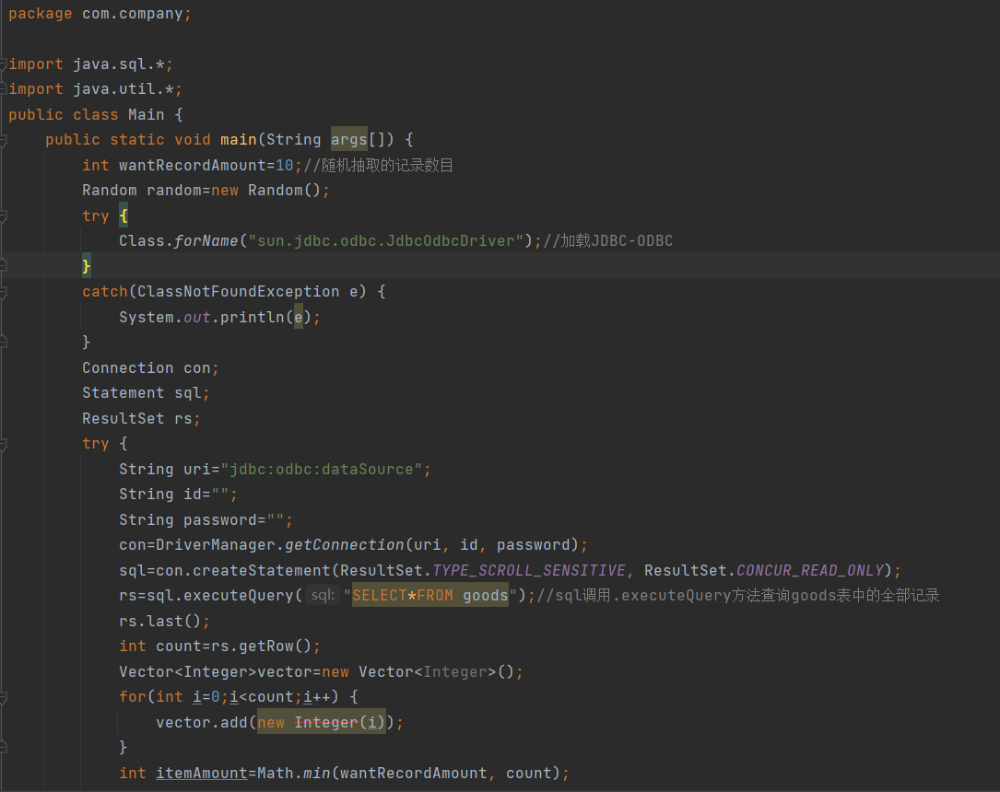 package com.company;
import java.sql.*;
import java.util.*;
public class Main {
    public static void main(String args[]) {
        int wantRecordAmount=10;//随机抽取的记录数目
        Random random=new Random();
        try {
            Class.forName("sun.jdbc.odbc.JdbcOdbcDriver");//加载JDBC-ODBC
        }
        catch(ClassNotFoundException e) {
            System.out.println(e);
        }
        Connection con;
        Statement sql;
        ResultSet rs;
        try {
            String uri="jdbc:odbc:dataSource";
            String id="";
            String password="";
            con=DriverManager.getConnection(uri, id, password);
            sql=con.createStatement(ResultSet.TYPE_SCROLL_SENSITIVE, ResultSet.CONCUR_READ_ONLY);
            rs=sql.executeQuery( sql: "SELECT*FROM goods");//sql调用.executeQuery方法查询goods表中的全部记录
            rs.last();
            int count=rs.getRow();
            Vector<Integer>vector=new Vector<Integer>();
            for(int i=0;i<count;i++) {
                vector.add(new Integer(i));
            }
            int itemAmount=Math.min(wantRecordAmount, count);